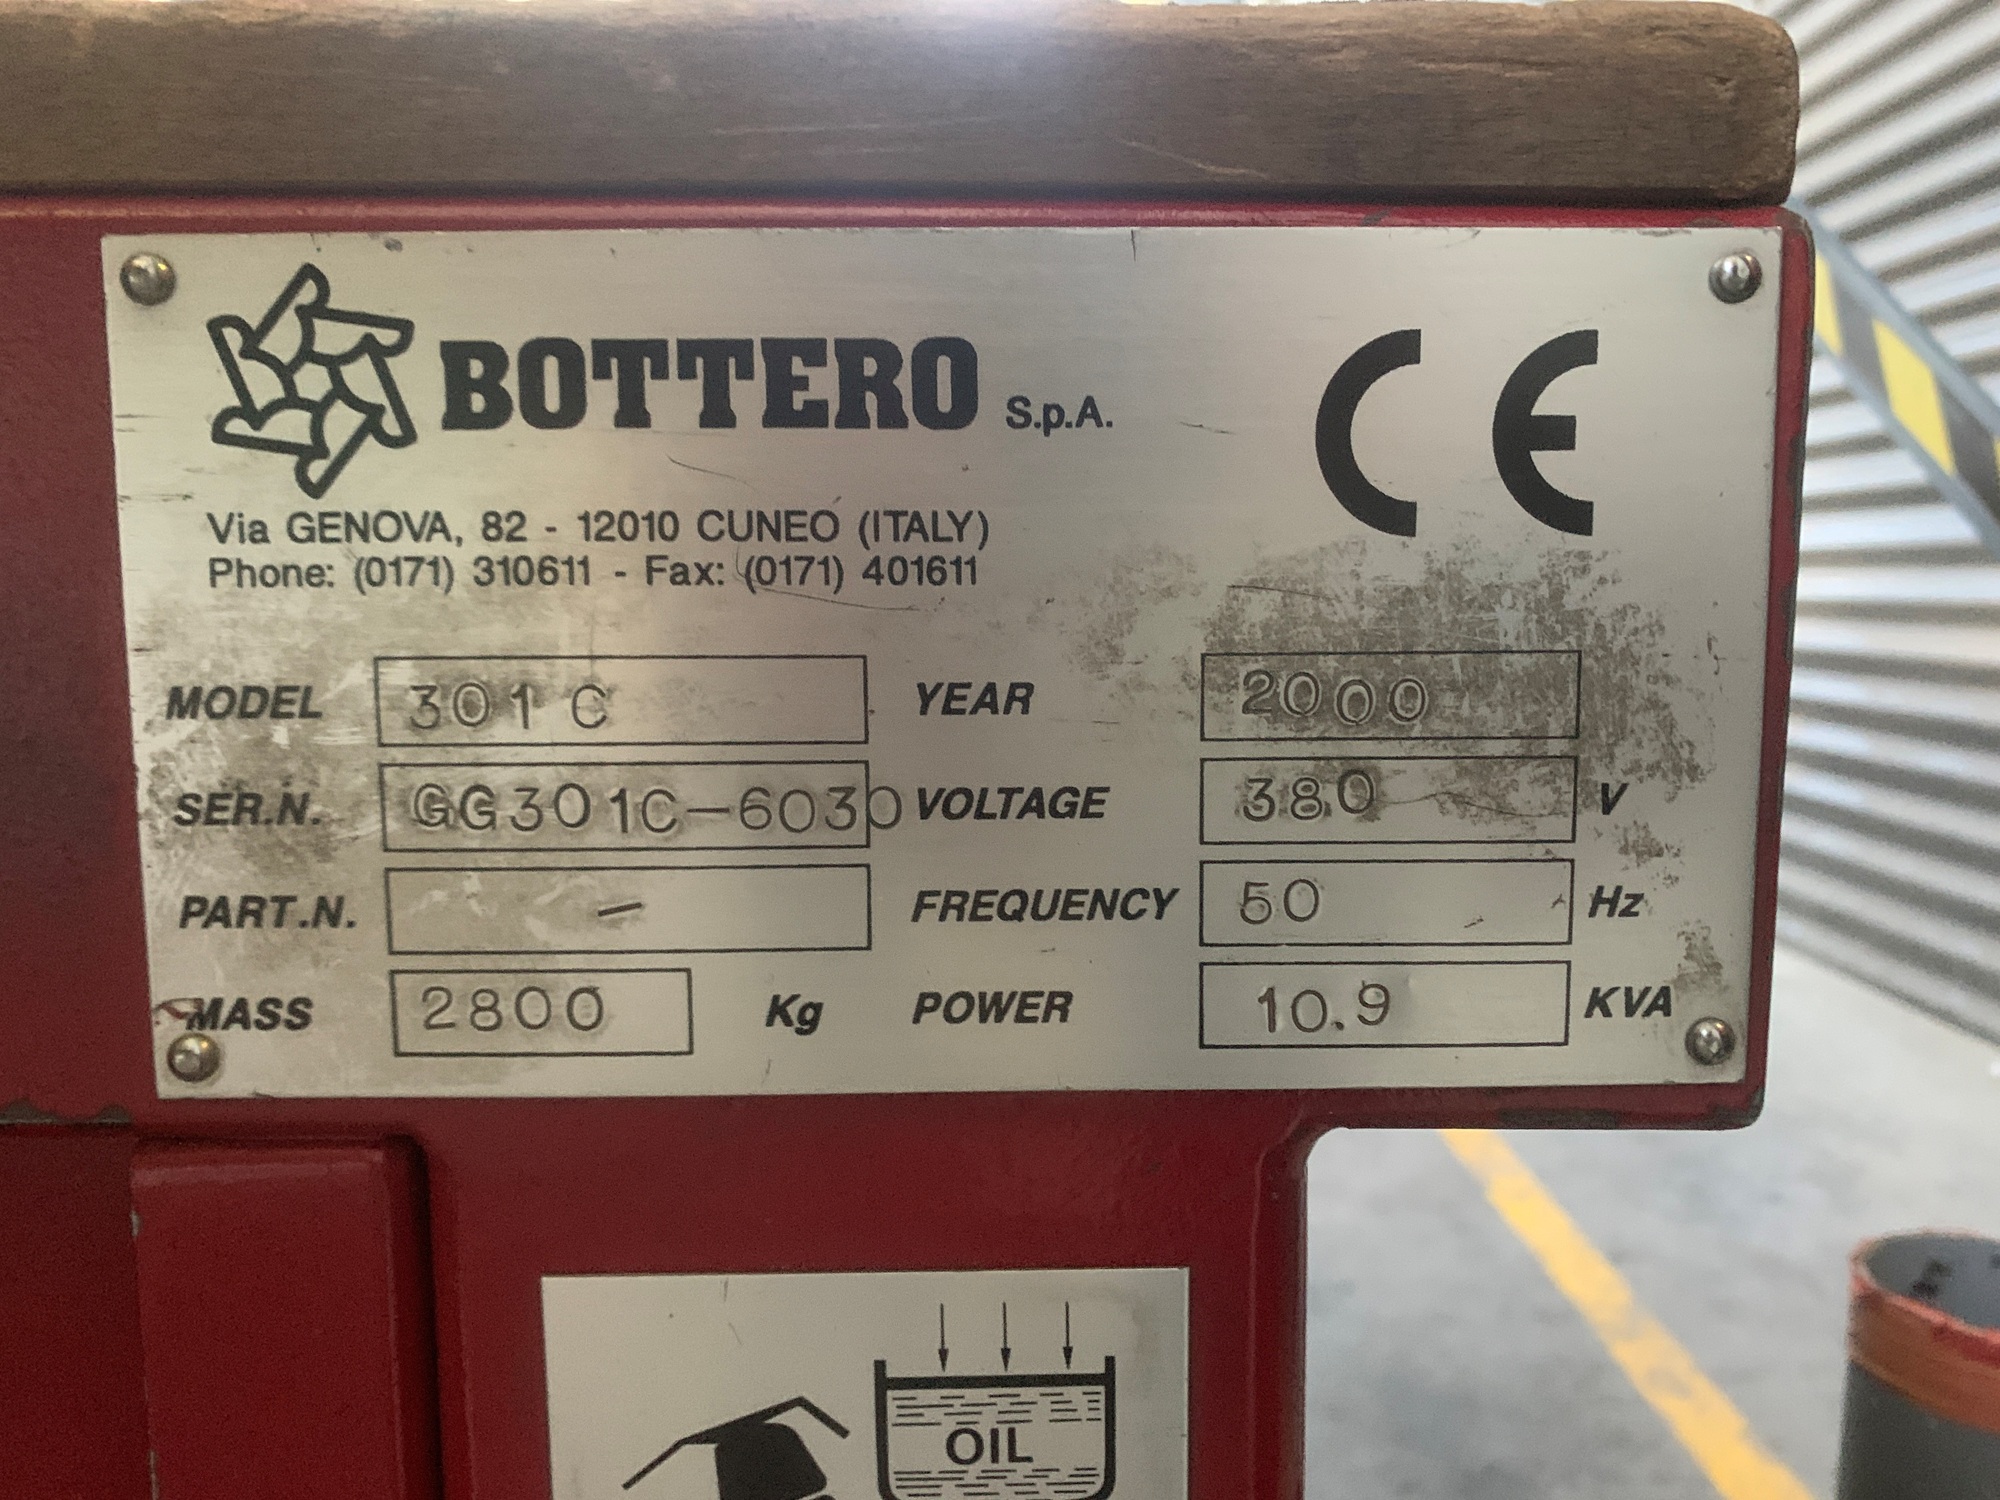 BOTTERO S.p.A.
CE
Via GENOVA, 82 - 12010 CUNEO (ITALY)
Phone: (0171) 310611 - Fax: (0171) 401611
MODEL 301 C YEAR 2000
SER.N. GG301C-6030 VOLTAGE 380 V
PART.N. - FREQUENCY 50 Hz
MASS 2800 Kg POWER 10.9 KVA
OIL